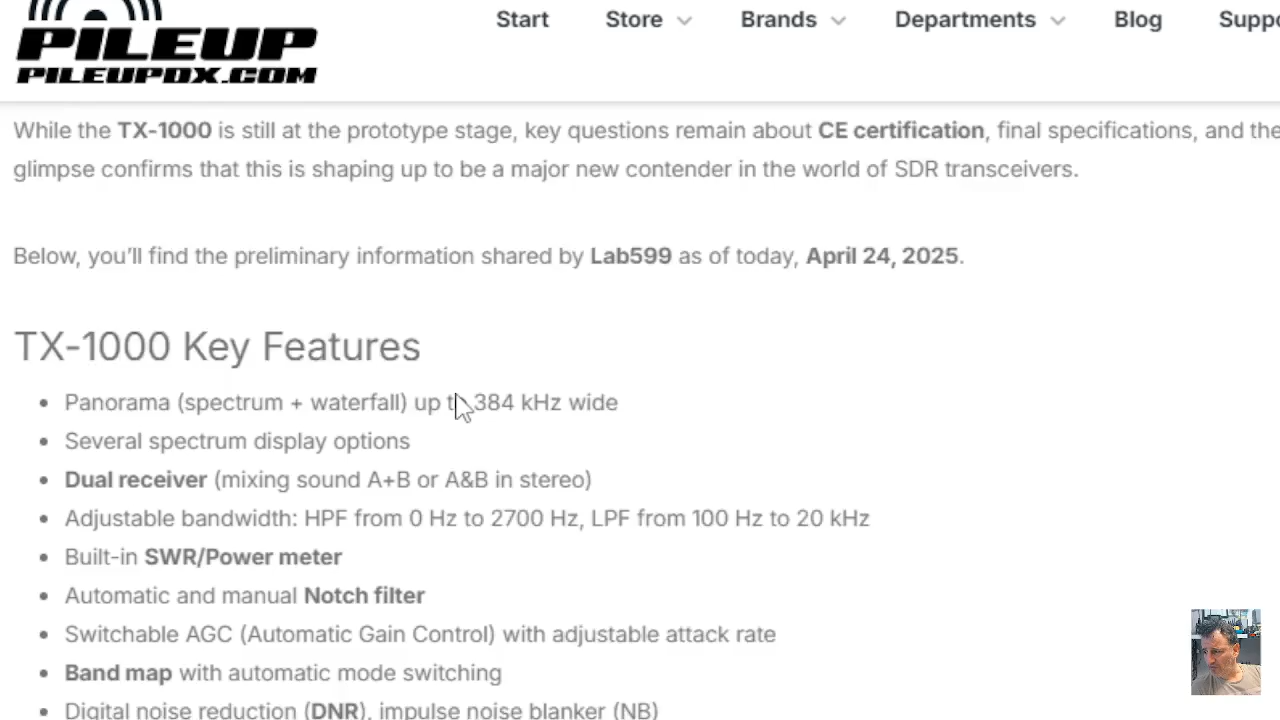 PILEUP
PILEUPDX.COM
Start Store Brands Departments Blog Suppo
While the TX-1000 is still at the prototype stage, key questions remain about CE certification, final specifications, and the
glimpse confirms that this is shaping up to be a major new contender in the world of SDR transceivers.
Below, you'll find the preliminary information shared by Lab599 as of today, April 24, 2025.
TX-1000 Key Features
• Panorama (spectrum + waterfall) up to 384 kHz wide
• Several spectrum display options
• Dual receiver (mixing sound A+B or A&B in stereo)
• Adjustable bandwidth: HPF from 0 Hz to 2700 Hz, LPF from 100 Hz to 20 kHz
• Built-in SWR/Power meter
• Automatic and manual Notch filter
• Switchable AGC (Automatic Gain Control) with adjustable attack rate
• Band map with automatic mode switching
• Digital noise reduction (DNR), impulse noise blanker (NB)